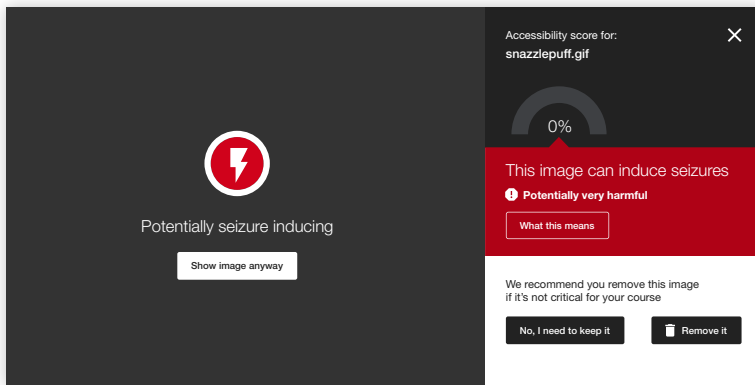 Accessibility score for:
snazzlepuff.gif
0%
This image can induce seizures
Potentially very harmful
What this means
Potentially seizure inducing
Show image anyway
We recommend you remove this image
if it's not critical for your course
No, I need to keep it
Remove it